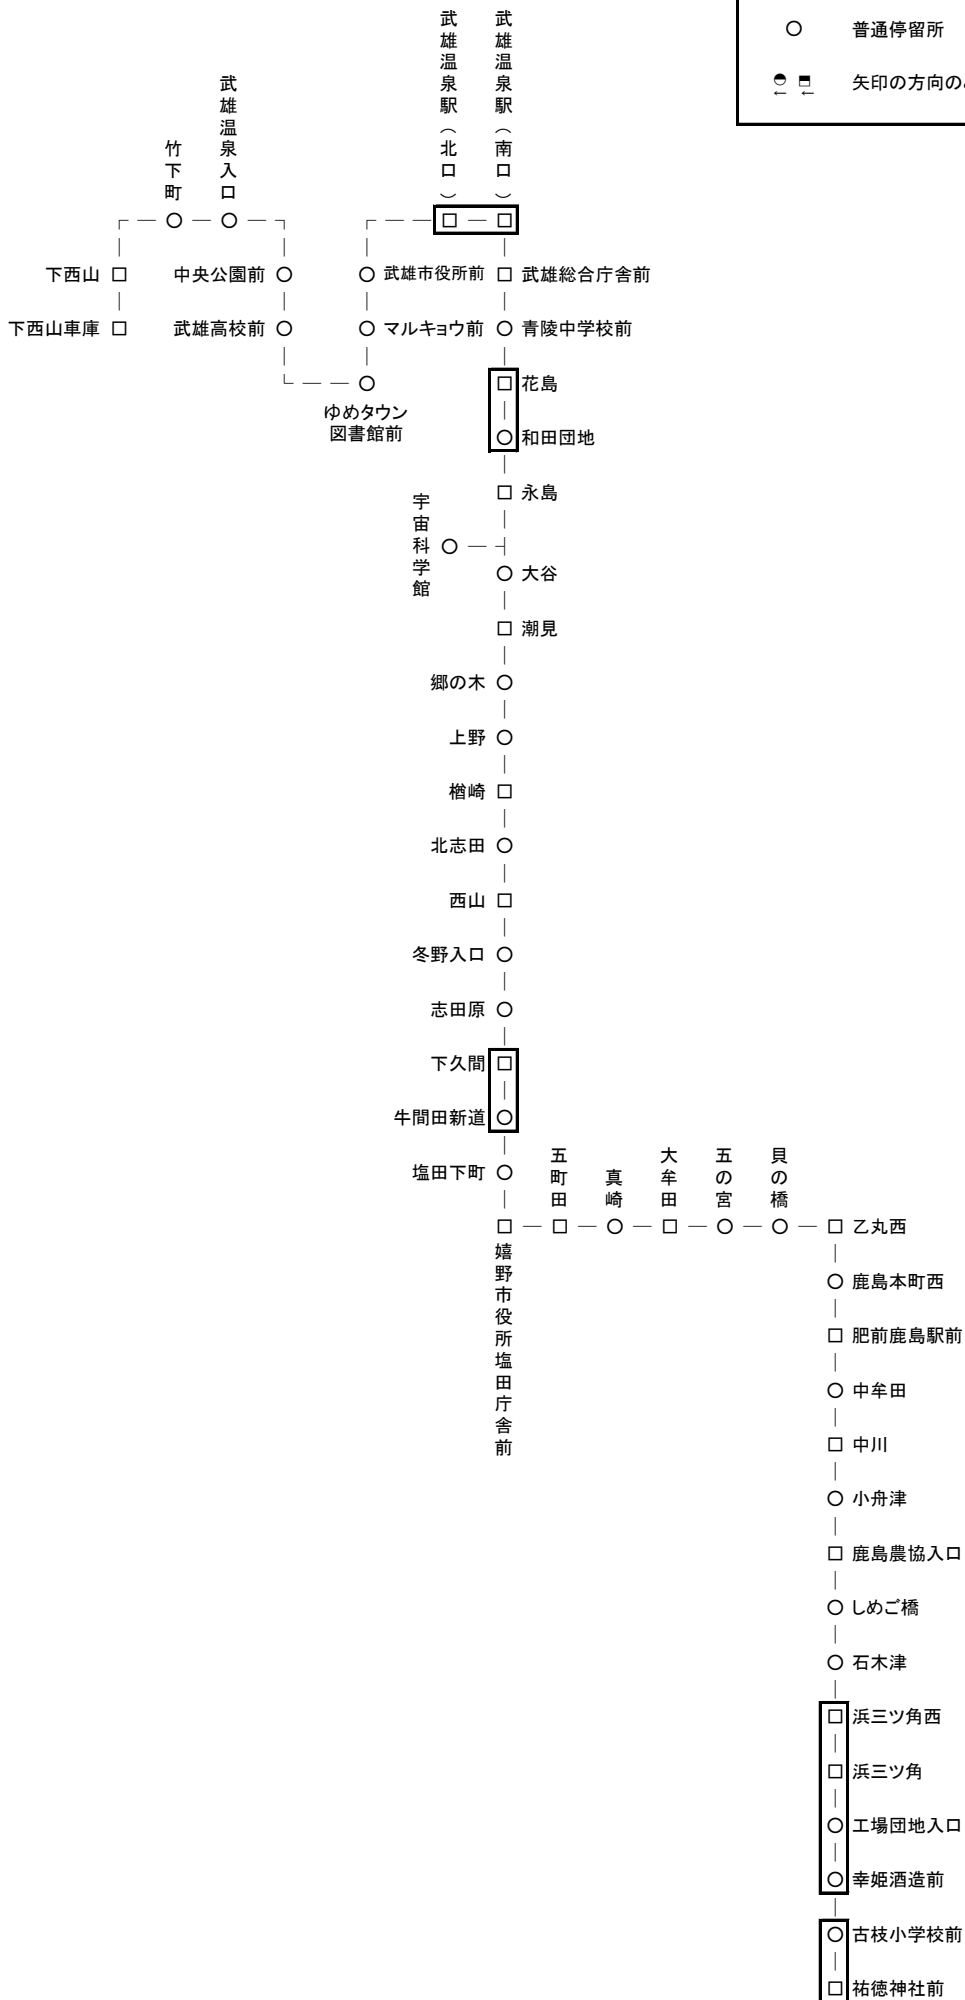 普通停留所
矢印の方向の
武雄温泉駅（北口）
武雄温泉駅（南口）
武雄温泉入口
竹下町
下西山
中央公園前
武雄市役所前
武雄総合庁舎前
下西山車庫
武雄高校前
マルキョウ前
青陵中学校前
花島
ゆめタウン
図書館前
和田団地
永島
宇宙科学館
大谷
潮見
郷の木
上野
楢崎
北志田
西山
冬野入口
志田原
下久間
牛間田新道
塩田下町
嬉野市役所塩田庁舎前
五町田
真崎
大牟田
五の宮
貝の橋
乙丸西
鹿島本町西
肥前鹿島駅前
中牟田
中川
小舟津
鹿島農協入口
しめご橋
石木津
浜三ツ角西
浜三ツ角
工場団地入口
幸姫酒造前
古枝小学校前
祐徳神社前